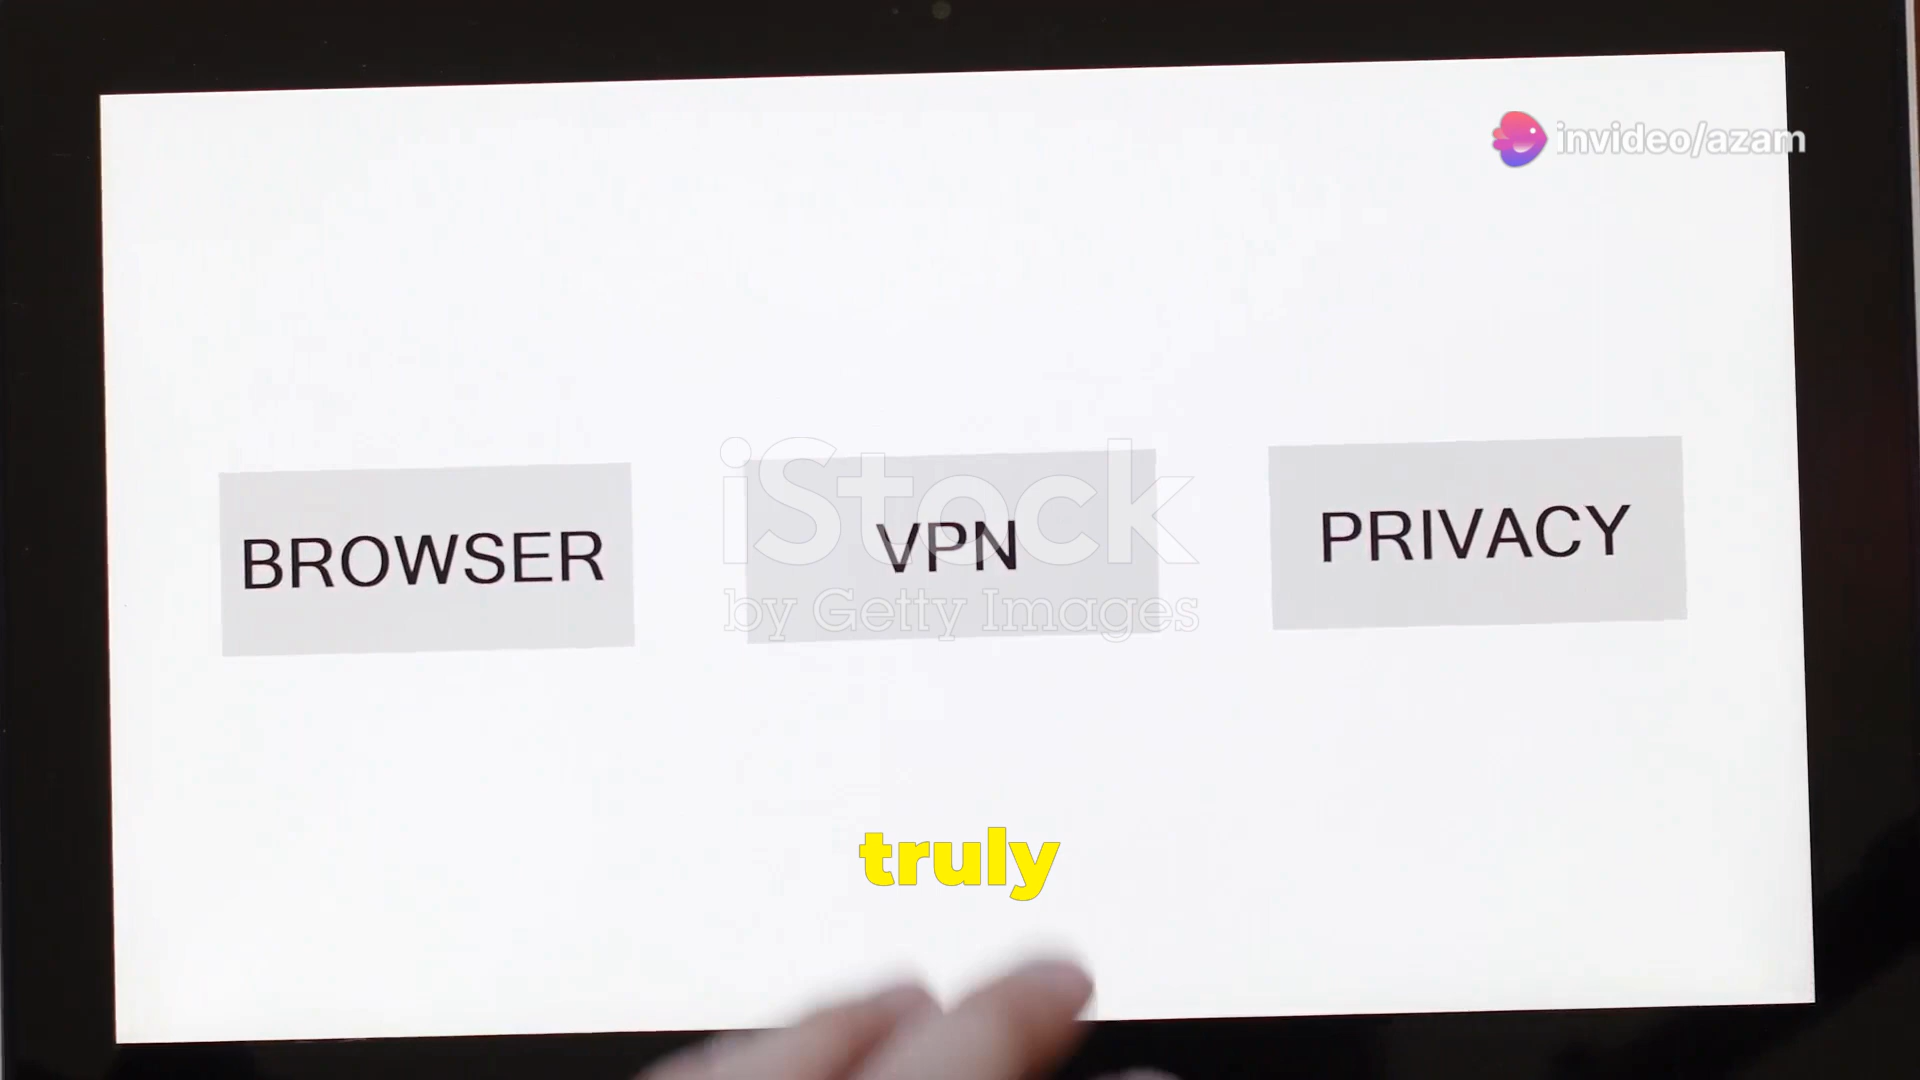 invideo/azam
BROWSER
VPN
PRIVACY
iStock
by Getty Images
truly